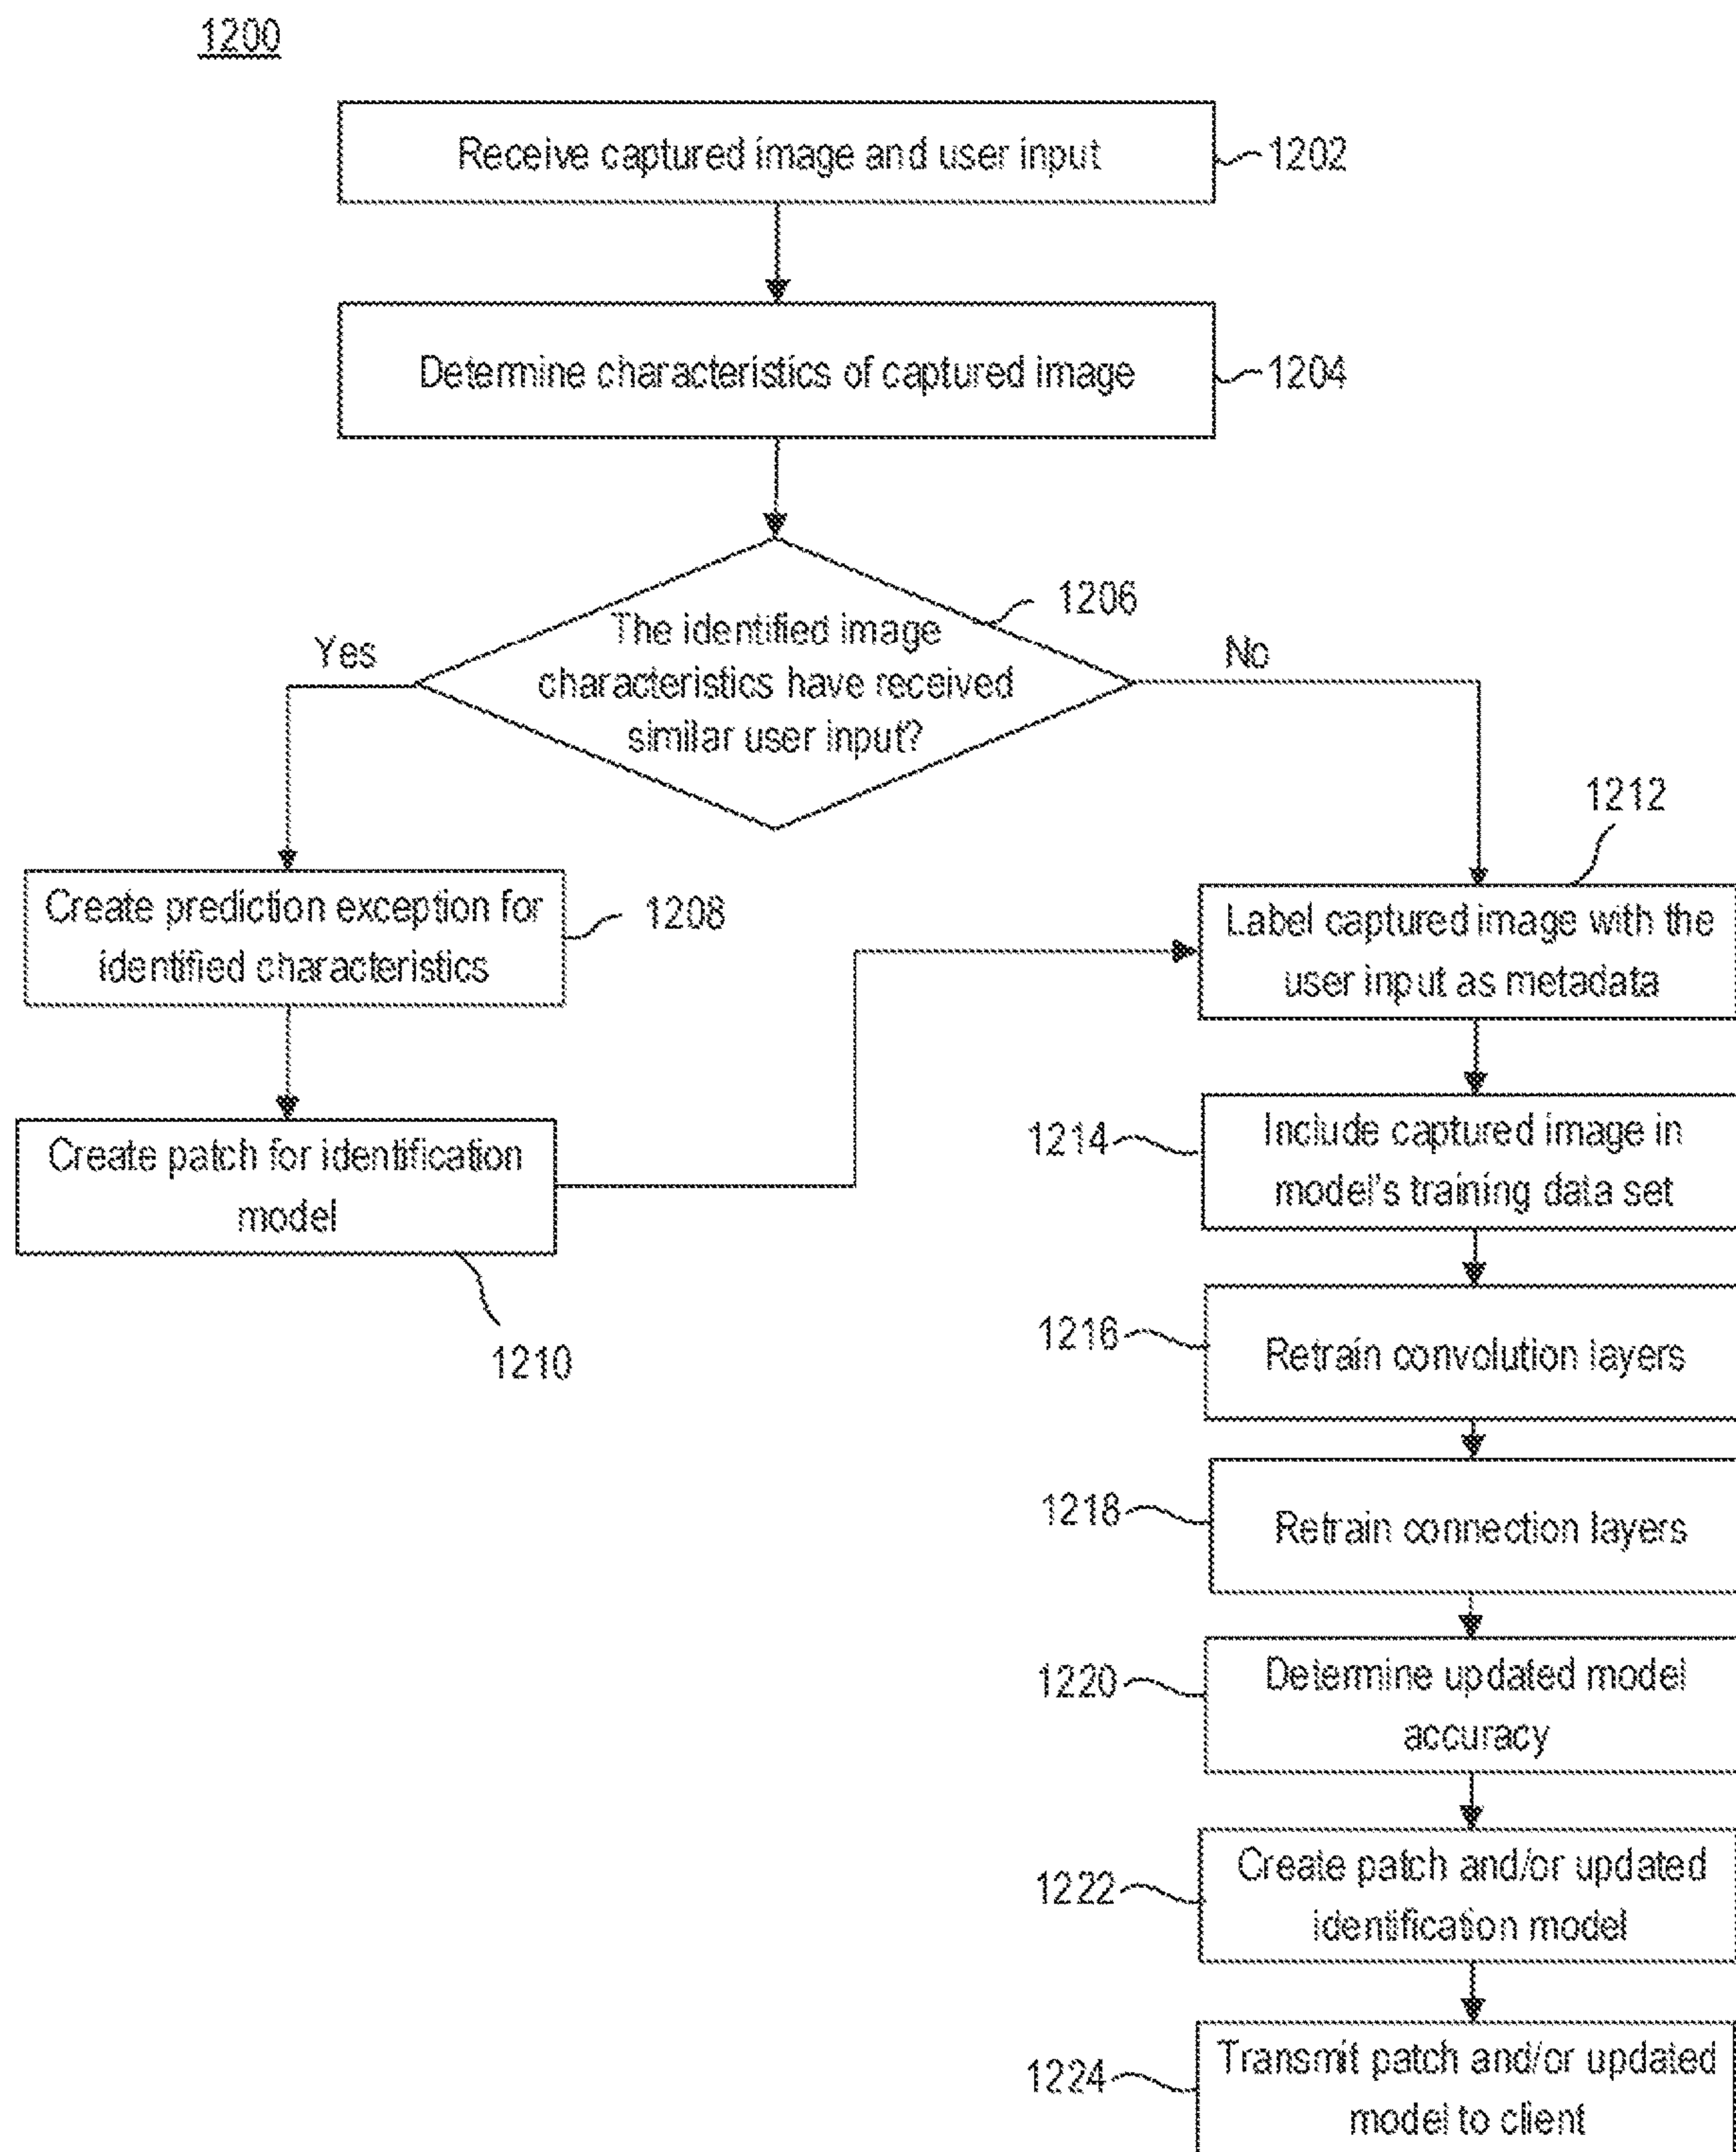 1200
Receive captured image and user input
1202
Determine characteristics of captured image
1204
1206
The identified image
characteristics have received
similar user input?
Yes
No
Create prediction exception for
identified characteristics
1208
Create patch for identification
model
1210
1212
Label captured image with the
user input as metadata
1214
Include captured image in
model's training data set
1216
Retrain convolution layers
1218
Retrain connection layers
1220
Determine updated model
accuracy
1222
Create patch and/or updated
identification model
1224
Transmit patch and/or updated
model to client